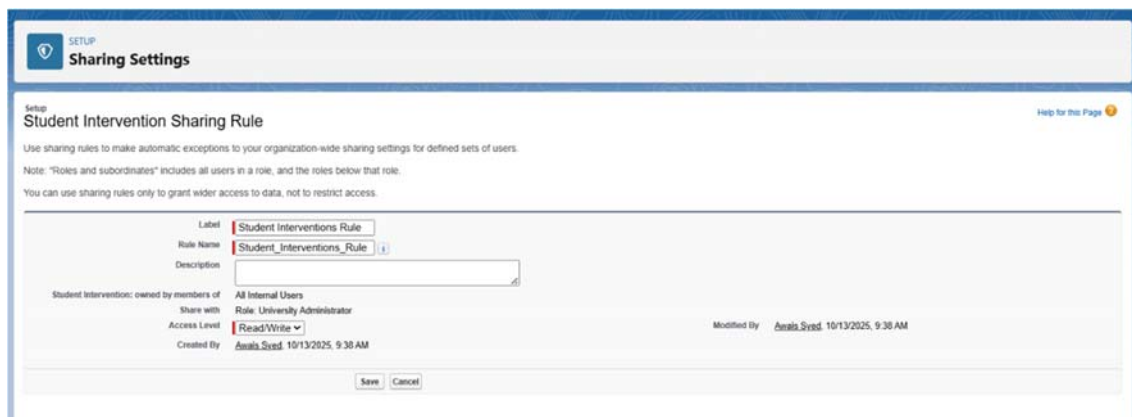 SETUP
Sharing Settings
Setup
Student Intervention Sharing Rule
Help for this Page
Use sharing rules to make automatic exceptions to your organization-wide sharing settings for defined sets of users.
Note: "Roles and subordinates" includes all users in a role, and the roles below that role.
You can use sharing rules only to grant wider access to data, not to restrict access.
Label Student Interventions Rule
Rule Name Student_Interventions_Rule i
Description
Student Intervention: owned by members of All Internal Users
Share with Role: University Administrator
Access Level Read/Write Modified By Awais Syed, 10/13/2025, 9:38 AM
Created By Awais Syed, 10/13/2025, 9:38 AM
Save Cancel